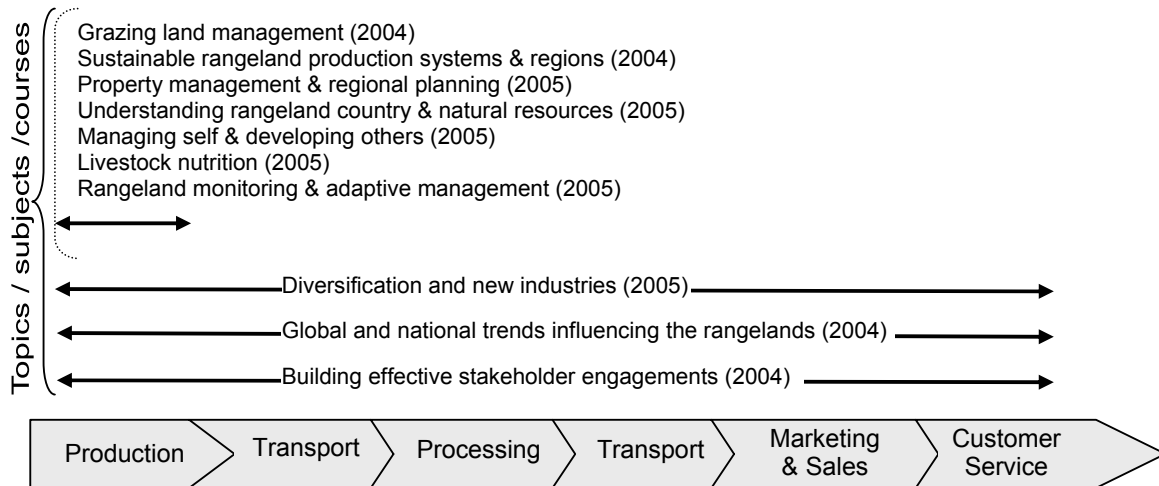 Topics / subjects /courses
Grazing land management (2004)
Sustainable rangeland production systems & regions (2004)
Property management & regional planning (2005)
Understanding rangeland country & natural resources (2005)
Managing self & developing others (2005)
Livestock nutrition (2005)
Rangeland monitoring & adaptive management (2005)
Diversification and new industries (2005)
Global and national trends influencing the rangelands (2004)
Building effective stakeholder engagements (2004)
Production
Transport
Processing
Transport
Marketing
& Sales
Customer
Service